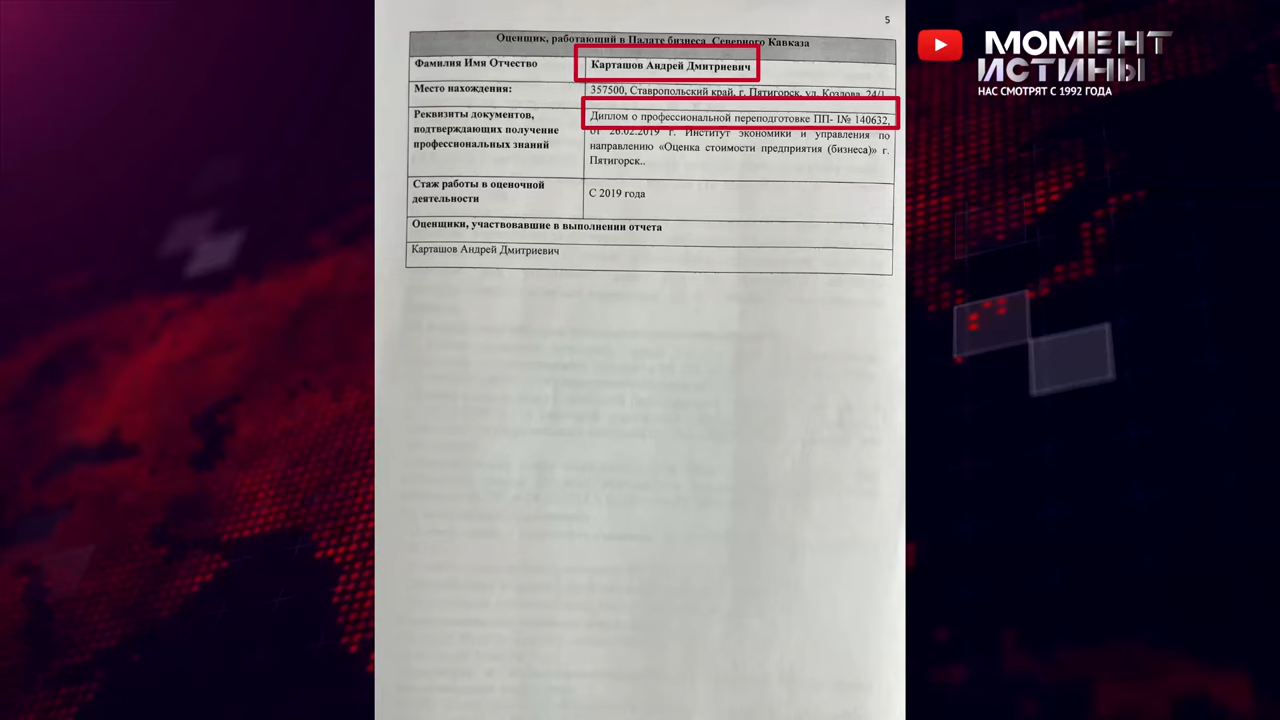 5
Оценщик, работающий в Палате бизнеса Северного Кавказа
Фамилия Имя Отчество
Карташов Андрей Дмитриевич
Место нахождения:
357500, Ставропольский край, г. Пятигорск, ул. Козлова, 24/1
Реквизиты документов,
подтверждающих получение
профессиональных знаний
Диплом о профессиональной переподготовке ПП- I№ 140632,
от 26.02.2019 г. Институт экономики и управления по
направлению «Оценка стоимости предприятия (бизнеса)» г.
Пятигорск..
Стаж работы в оценочной
деятельности
С 2019 года
Оценщики, участвовавшие в выполнении отчета
Карташов Андрей Дмитриевич
МОМЕНТ
ИСТИНЫ
НАС СМОТРЯТ С 1992 ГОДА